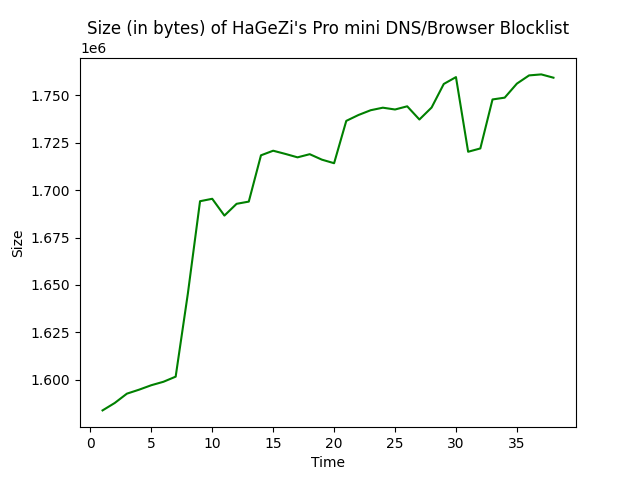 Size (in bytes) of HaGeZi's Pro mini DNS/Browser Blocklist
1e6
1.750
1.725
1.700
1.675
1.650
1.625
1.600
Size
0 5 10 15 20 25 30 35
Time